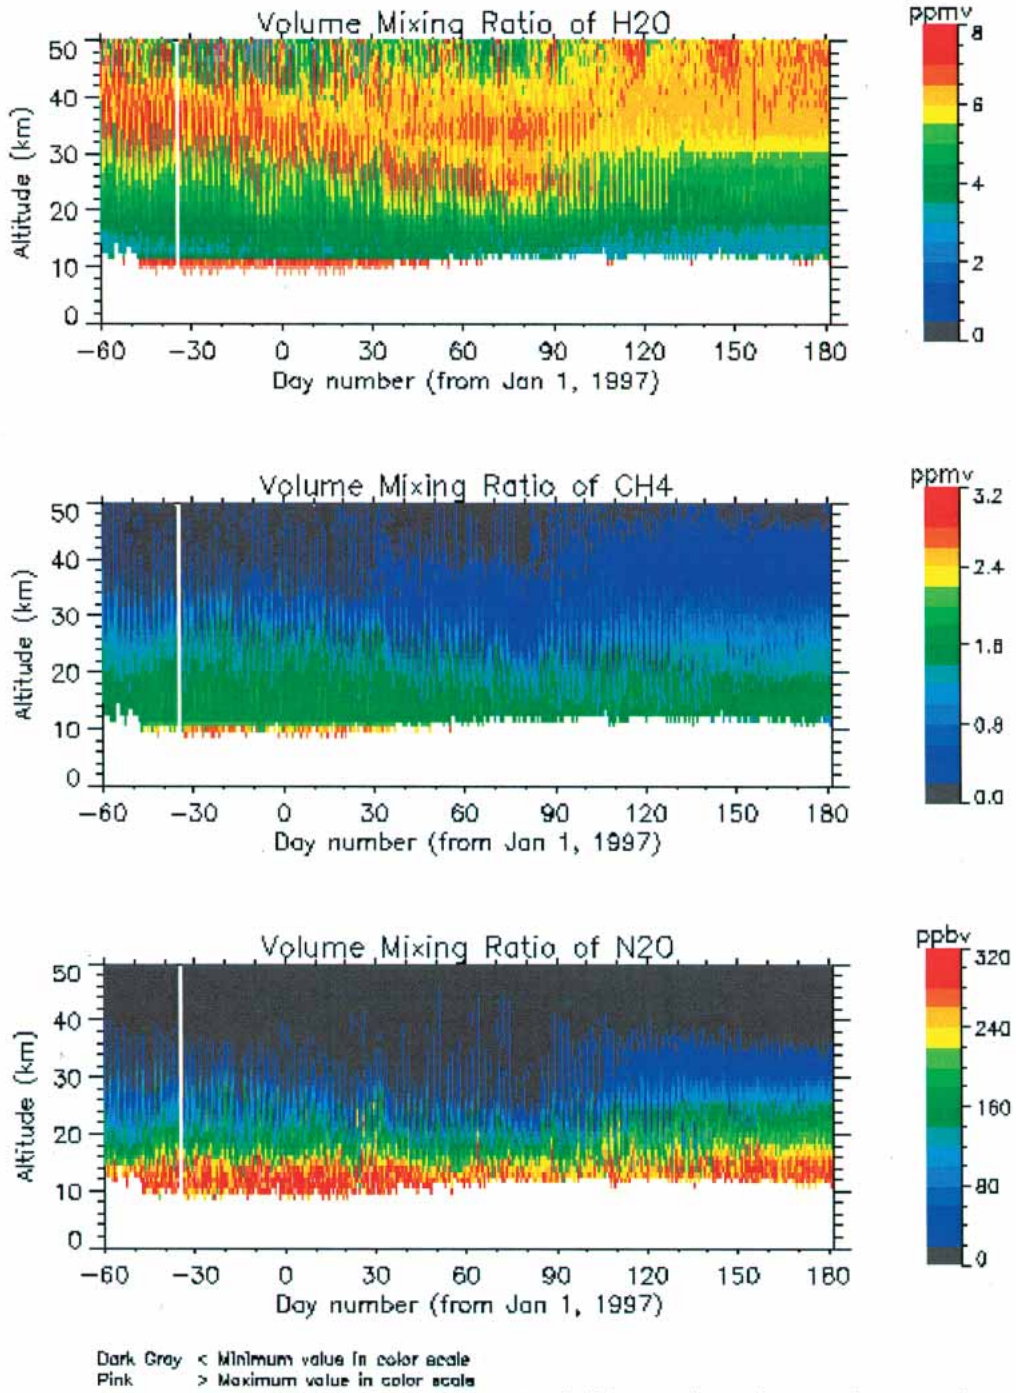 Volume Mixing Ratio of H2O
ppmv
50
40
30
20
10
0
Altitude (km)
-60 -30 0 30 60 90 120 150 180
Day number (from Jan 1, 1997)
8
6
4
2
0
Volume Mixing Ratio of CH4
ppmv
50
40
30
20
10
0
Altitude (km)
-60 -30 0 30 60 90 120 150 180
Day number (from Jan 1, 1997)
3.2
2.4
1.6
0.8
0.0
Volume Mixing Ratio of N2O
ppbv
50
40
30
20
10
0
Altitude (km)
-60 -30 0 30 60 90 120 150 180
Day number (from Jan 1, 1997)
320
240
160
80
0
Dark Gray < Minimum value in color scale
Pink > Maximum value in color scale